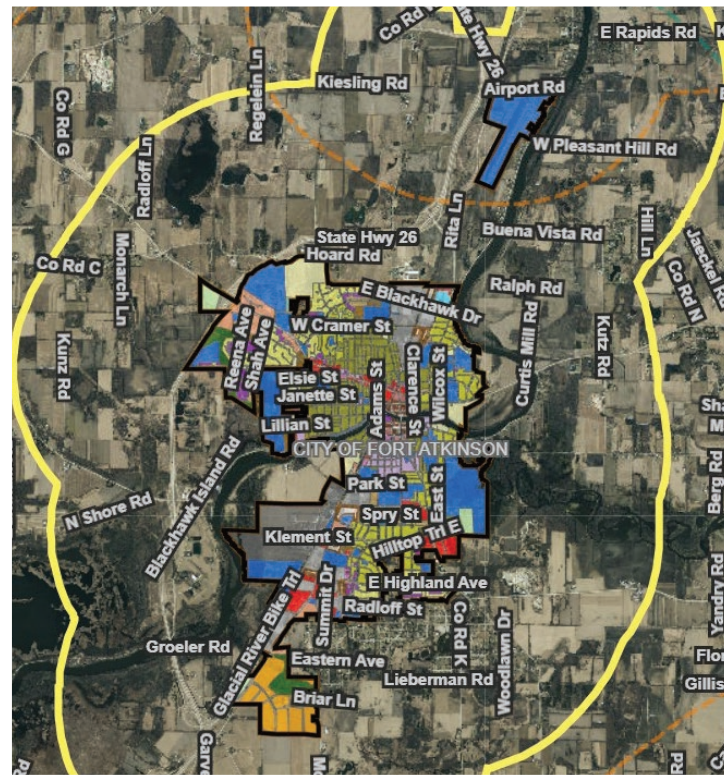 Co Rd
State Hwy 26
E Rapids Rd
Regelein Ln
Kiesling Rd
Airport Rd
Co Rd G
Radloff Ln
W Pleasant Hill Rd
Rita Ln
Hill Ln
Buena Vista Rd
State Hwy 26
Hoard Rd
Monarch Ln
Co Rd C
Jaeckel R
Co Rd N
E Blackhawk Dr
Ralph Rd
W Cramer St
Reena Ave
Shah Ave
Kunz Rd
Curtis Mill Rd
Kutz Rd
Elsie St
Janette St
Adams St
Clarence St
Wilcox St
Lillian St
CITY OF FORT ATKINSON
Sha
M
Berg Rd
Park St
East St
N Shore Rd
Blackhawk Island Rd
Spry St
Klement St
Hilltop Trl E
E Highland Ave
Radloff St
Summit Dr
Glacial River Bike Trl
Co Rd K
Woodlawn Dr
Yandry Rd
Groeler Rd
Eastern Ave
Lieberman Rd
Flor
Gillis
Briar Ln
Garve
Rd
Rd